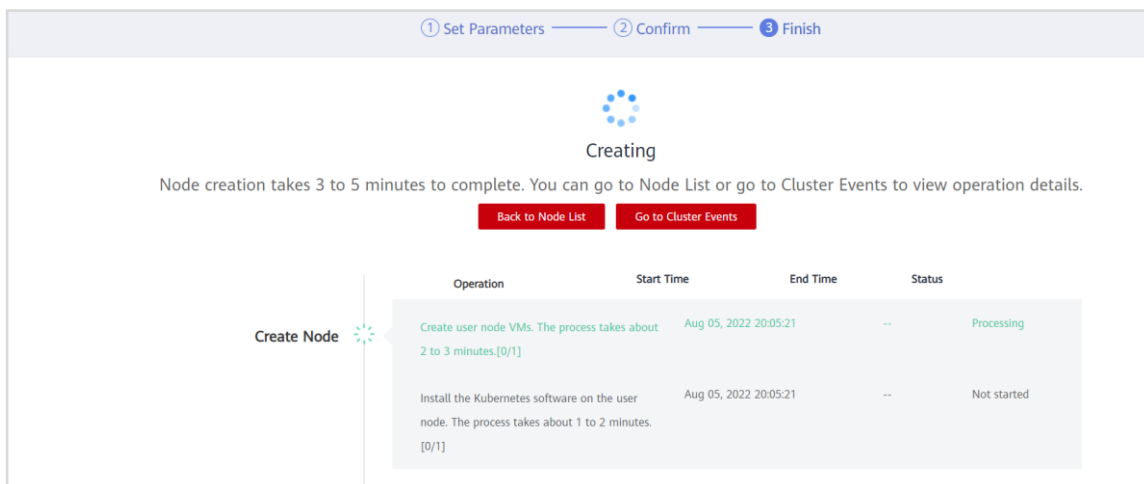 1 Set Parameters 2 Confirm 3 Finish
Creating
Node creation takes 3 to 5 minutes to complete. You can go to Node List or go to Cluster Events to view operation details.
Back to Node List Go to Cluster Events
Operation Start Time End Time Status
Create Node
Create user node VMs. The process takes about Aug 05, 2022 20:05:21 -- Processing
2 to 3 minutes.[0/1]
Install the Kubernetes software on the user Aug 05, 2022 20:05:21 -- Not started
node. The process takes about 1 to 2 minutes.
[0/1]